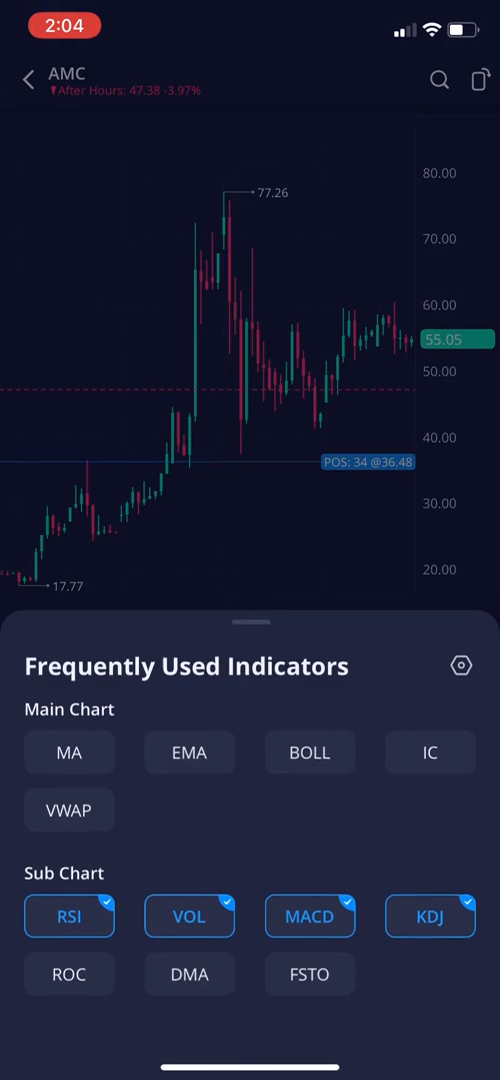 2:04
AMC
After Hours: 47.38 -3.97%
80.00
77.26
70.00
60.00
55.05
50.00
40.00
POS: 34 @36.48
30.00
20.00
17.77
Frequently Used Indicators
Main Chart
MA EMA BOLL IC
VWAP
Sub Chart
RSI VOL MACD KDJ
ROC DMA FSTO